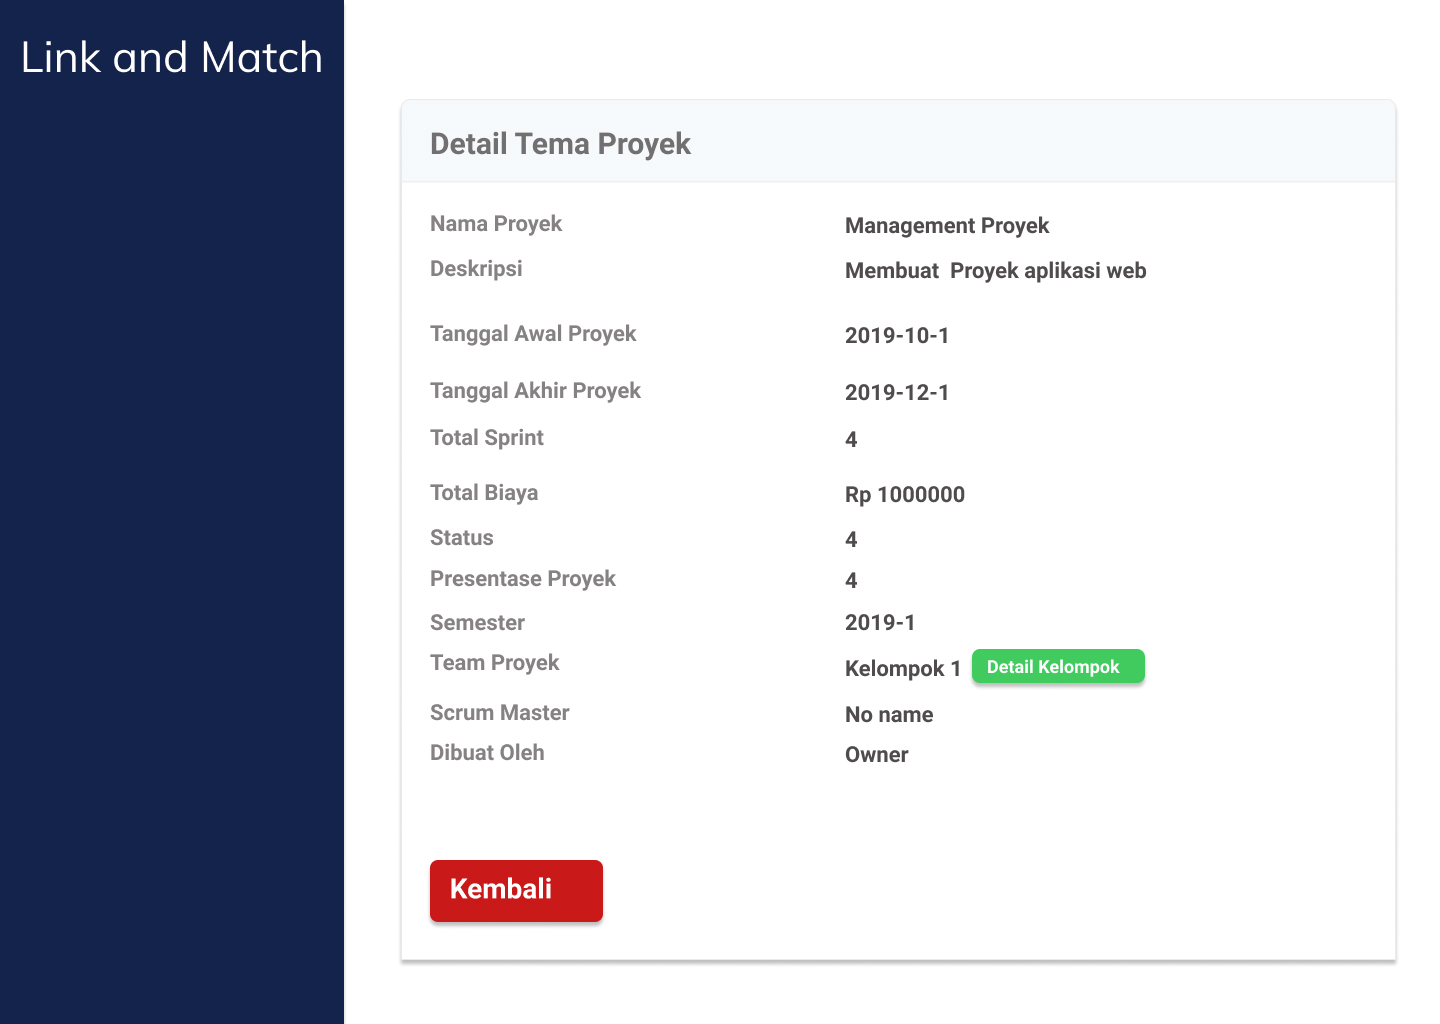 Link and Match
Detail Tema Proyek
Nama Proyek Management Proyek
Deskripsi Membuat  Proyek aplikasi web
Tanggal Awal Proyek 2019-10-1
Tanggal Akhir Proyek 2019-12-1
Total Sprint 4
Total Biaya Rp 1000000
Status 4
Presentase Proyek 4
Semester 2019-1
Team Proyek Kelompok 1 Detail Kelompok
Scrum Master No name
Dibuat Oleh Owner
Kembali